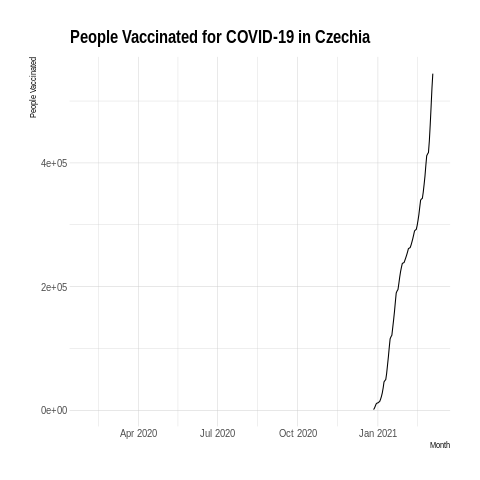 People Vaccinated for COVID-19 in Czechia
People Vaccinated
4e+05
2e+05
0e+00
Apr 2020 Jul 2020 Oct 2020 Jan 2021
Month